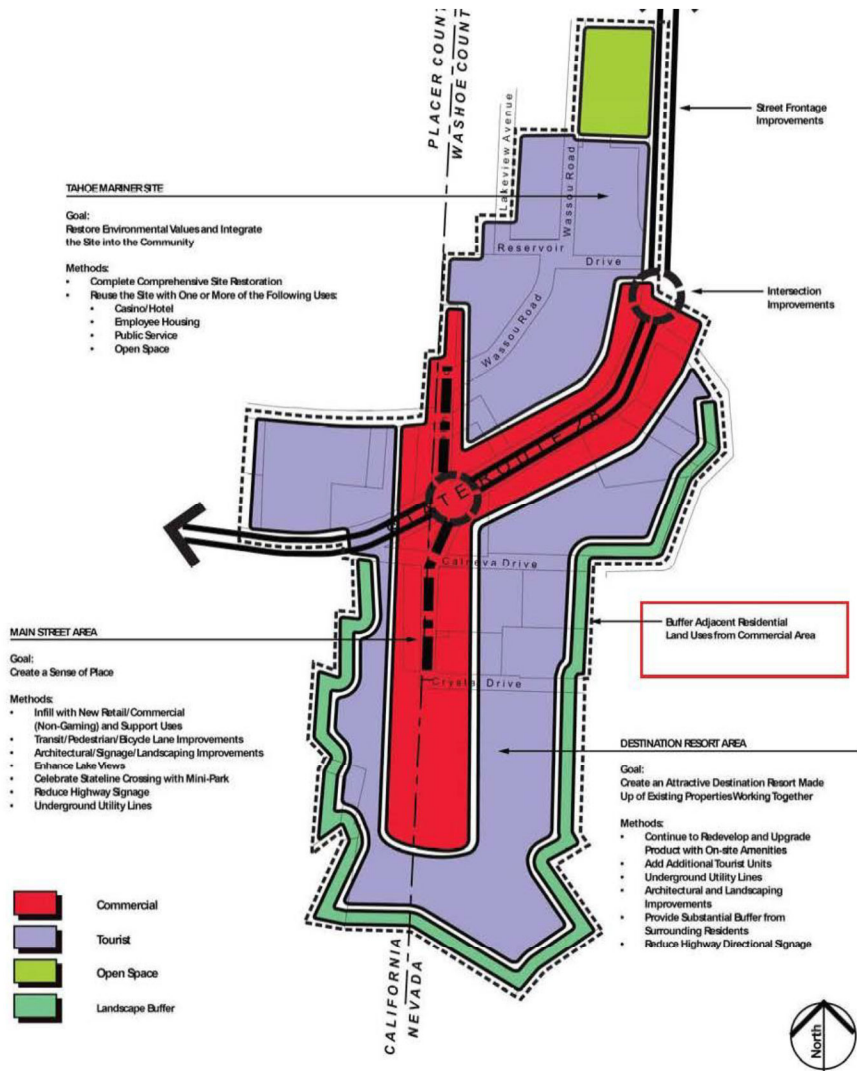 PLACER COUNTY
WASHOE COUNTY
Street Frontage
Improvements
Lakeview Avenue
Wassou Road
TAHOE MARINER SITE
Goal:
Restore Environmental Values and Integrate
the Site into the Community
Methods:
• Complete Comprehensive Site Restoration
• Reuse the Site with One or More of the Following Uses:
• Casino/Hotel
• Employee Housing
• Public Service
• Open Space
Reservoir
Drive
Intersection
Improvements
Wassou Road
STATE ROUTE 28
Calneva Drive
Buffer Adjacent Residential
Land Uses from Commercial Area
MAIN STREET AREA
Goal:
Create a Sense of Place
Methods:
• Infill with New Retail/Commercial
(Non-Gaming) and Support Uses
• Transit/Pedestrian/Bicycle Lane Improvements
• Architectural/Signage/Landscaping Improvements
• Enhance Lake Views
• Celebrate Stateline Crossing with Mini-Park
• Reduce Highway Signage
• Underground Utility Lines
Crystal Drive
DESTINATION RESORT AREA
Goal:
Create an Attractive Destination Resort Made
Up of Existing Properties Working Together
Methods:
• Continue to Redevelop and Upgrade
Product with On-site Amenities
• Add Additional Tourist Units
• Underground Utility Lines
• Architectural and Landscaping
Improvements
• Provide Substantial Buffer from
Surrounding Residents
• Reduce Highway Directional Signage
Commercial
Tourist
Open Space
Landscape Buffer
CALIFORNIA
NEVADA
North